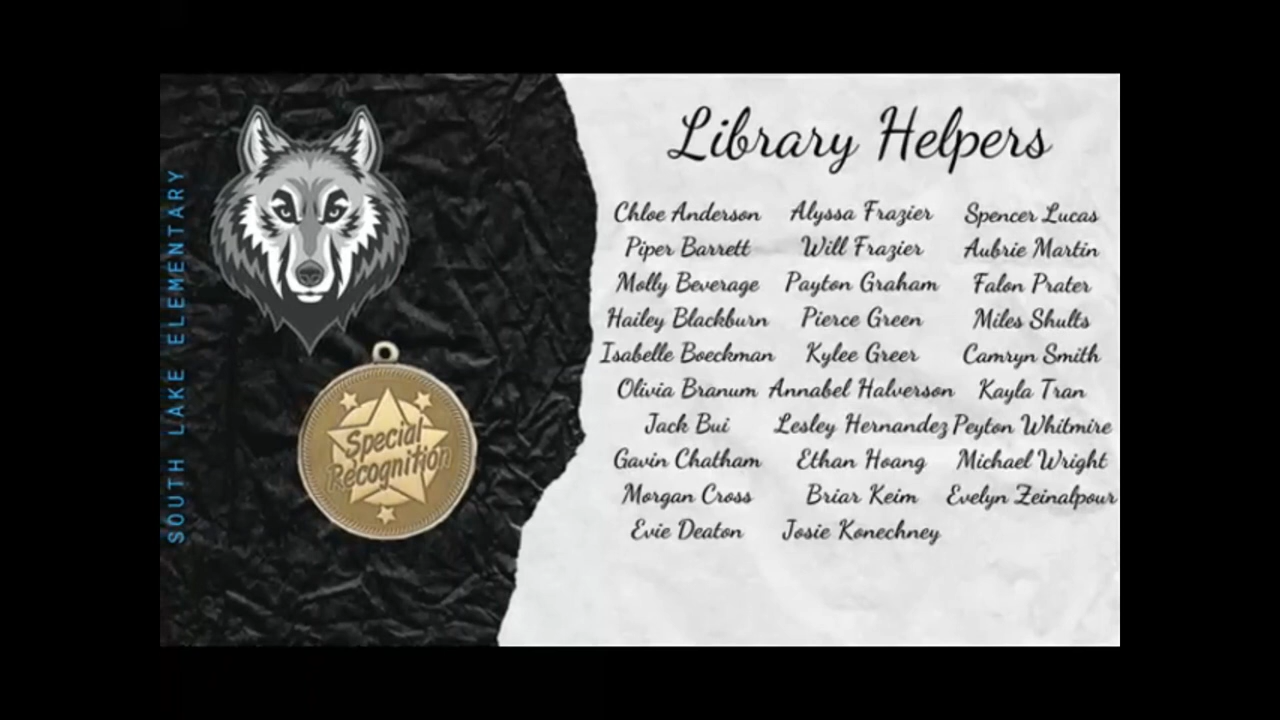 SOUTH LAKE ELEMENTARY
Special
Recognition
Library Helpers
Chloe Anderson
Piper Barrett
Molly Beverage
Hailey Blackburn
Isabelle Boeckman
Olivia Branum
Jack Bui
Gavin Chatham
Morgan Cross
Evie Deaton
Alyssa Frazier
Will Frazier
Payton Graham
Pierce Green
Kylee Greer
Annabel Halverson
Lesley Hernandez
Ethan Hoang
Briar Keim
Josie Konechney
Spencer Lucas
Aubrie Martin
Falon Prater
Miles Shults
Camryn Smith
Kayla Tran
Peyton Whitmire
Michael Wright
Evelyn Zeinalpour